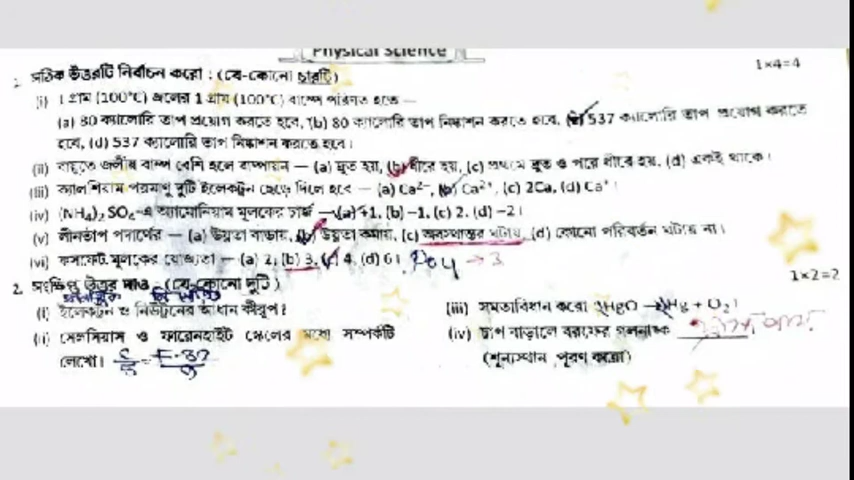 Physical Science
1. সঠিক উত্তরটি নির্বাচন করো : (যে-কোনো চারটি) 1×4=4
(i) 1 গ্রাম (100°C) জলের 1 গ্রাম (100°C) বাষ্পে পরিণত হতে —
(a) 80 ক্যালোরি তাপ প্রয়োগ করতে হবে, (b) 80 ক্যালোরি তাপ নিষ্কাশন করতে হবে, (c) 537 ক্যালোরি তাপ প্রয়োগ করতে
হবে, (d) 537 ক্যালোরি তাপ নিষ্কাশন করতে হবে।
(ii) বায়ুতে জলীয় বাষ্প বেশি হলে বাষ্পায়ন — (a) দ্রুত হয়, (b) ধীরে হয়, (c) প্রথমে দ্রুত ও পরে ধীরে হয়, (d) একই থাকে।
(iii) ক্যালশিয়াম পরমাণু দুটি ইলেকট্রন ছেড়ে দিলে হবে — (a) Ca²⁻, (b) Ca²⁺, (c) 2Ca, (d) Ca⁺।
(iv) (NH₄)₂SO₄-এ অ্যামোনিয়াম মূলকের চার্জ — (a) +1, (b) −1, (c) 2, (d) −2।
(v) লীনতাপ পদার্থের — (a) উষ্ণতা বাড়ায়, (b) উষ্ণতা কমায়, (c) অবস্থান্তর ঘটায়, (d) কোনো পরিবর্তন ঘটায় না।
(vi) ফসফেট মূলকের যোজ্যতা — (a) 2, (b) 3, (c) 4, (d) 6। PO4 → 3
2. সংক্ষিপ্ত উত্তর দাও : (যে-কোনো দুটি) 1×2=2
(i) ইলেকট্রন ও নিউট্রনের আধান কীরূপ?
(ii) সেলসিয়াস ও ফারেনহাইট স্কেলের মধ্যে সম্পর্কটি
লেখো। C/5 = F-32/9
(iii) সমতাবিধান করো : HgO → Hg + O₂।
(iv) চাপ বাড়ালে বরফের গলনাঙ্ক
(শূন্যস্থান পূরণ করো)